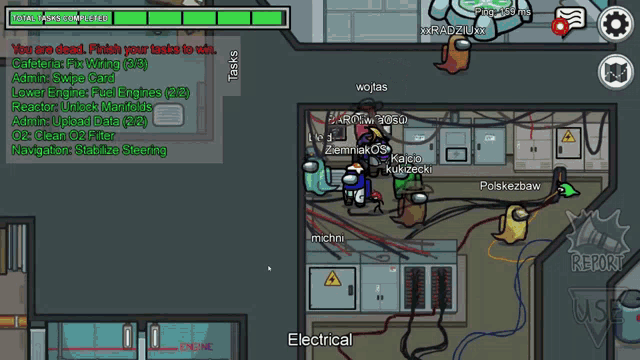 TOTAL TASKS COMPLETED
Ping: 159 ms
xxRADZIUxx
You are dead. Finish your tasks to win.
Cafeteria: Fix Wiring (3/3)
Admin: Swipe Card
Lower Engine: Fuel Engines (2/2)
Reactor: Unlock Manifolds
Admin: Upload Data (2/2)
O2: Clean O2 Filter
Navigation: Stabilize Steering
Tasks
wojtas
ZiemniakOS
Kajcio
kukizecki
Polskezbaw
michni
REPORT
USE
ENGINE
Electrical